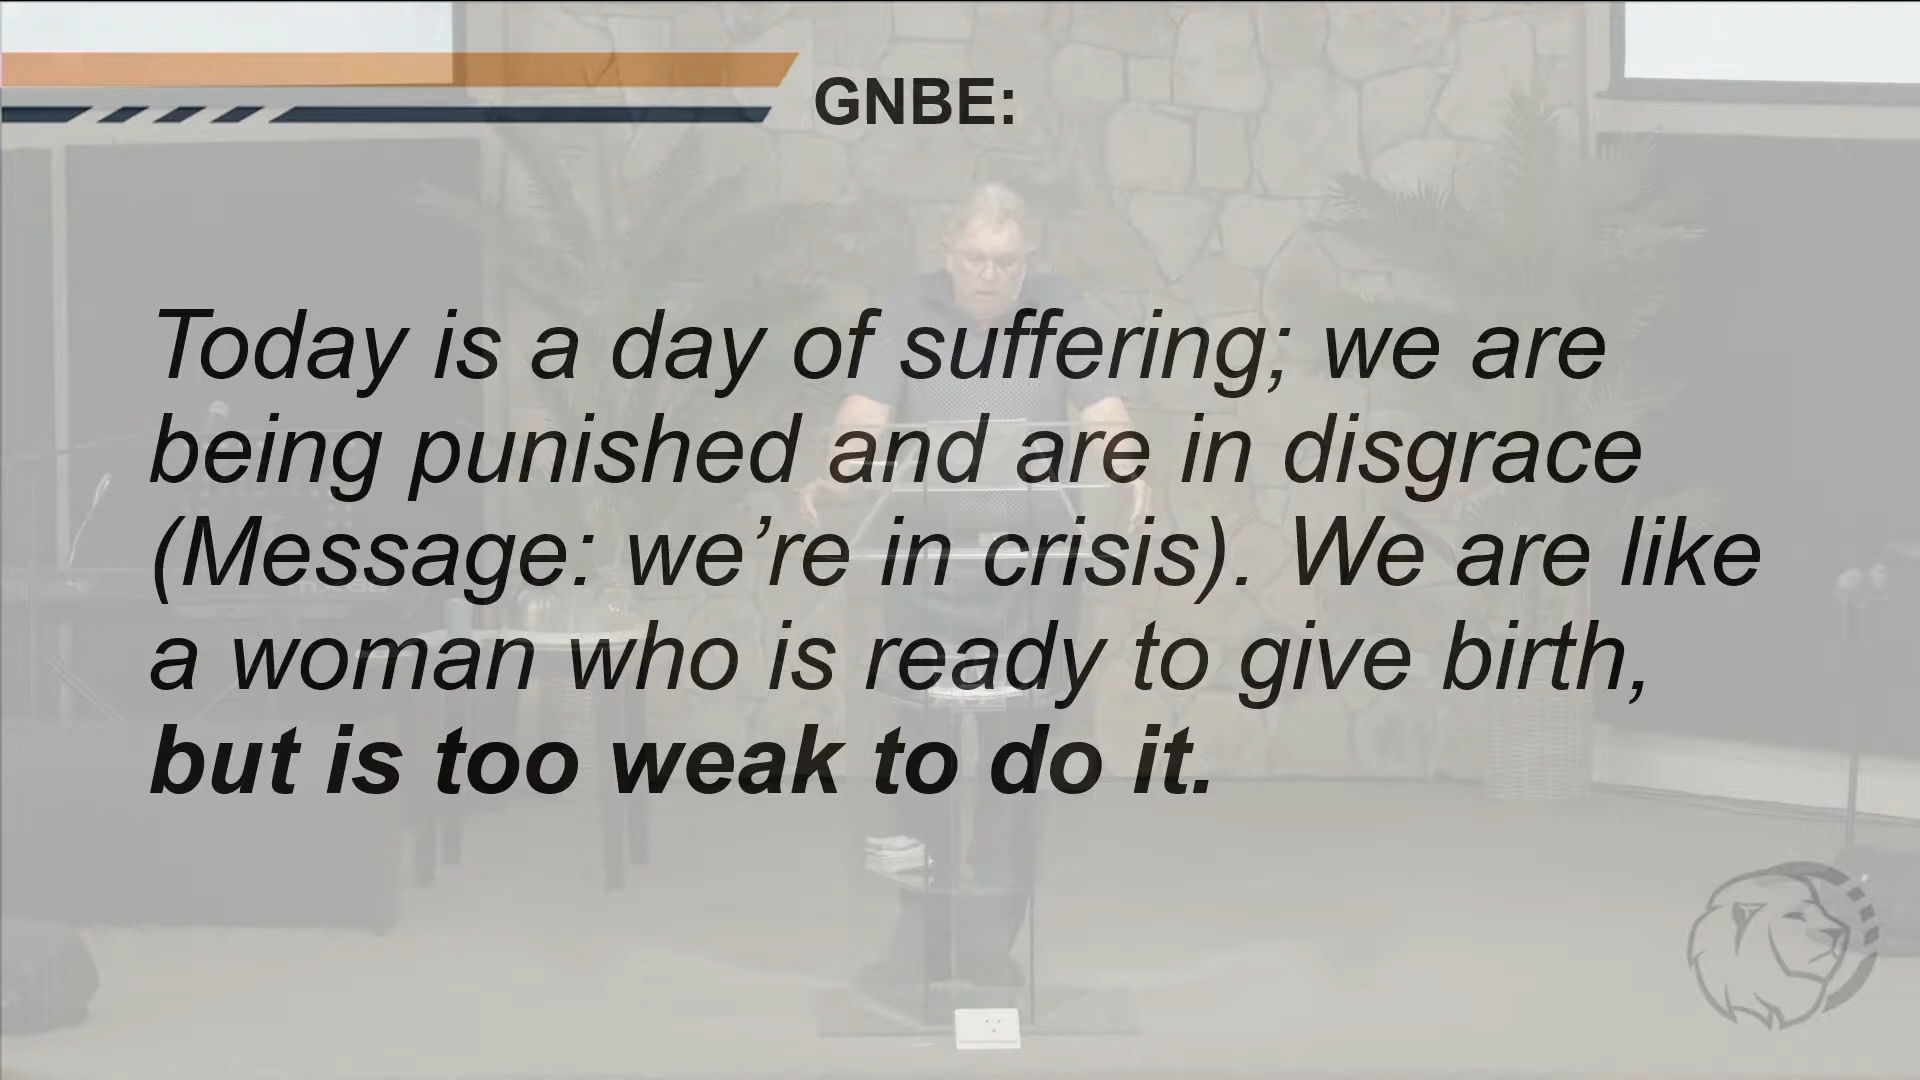 GNBE:
Today is a day of suffering; we are
being punished and are in disgrace
(Message: we’re in crisis). We are like
a woman who is ready to give birth,
but is too weak to do it.